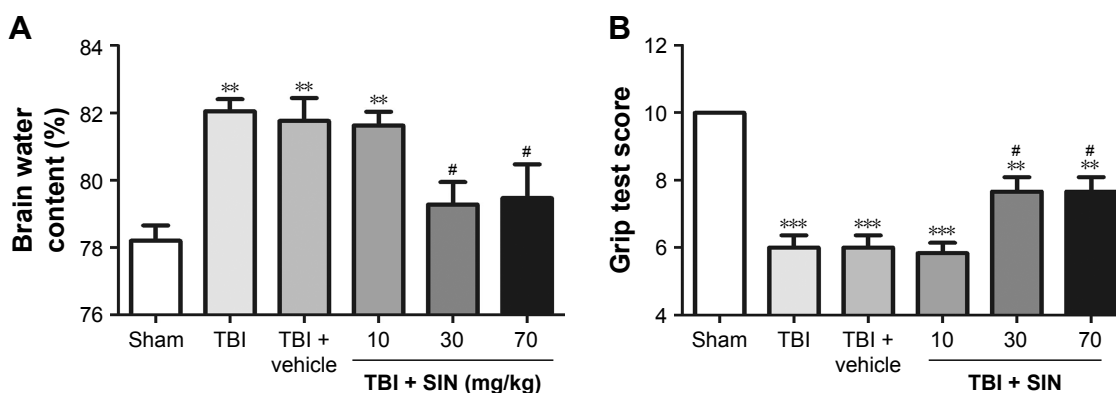 A
Brain water
content (%)
84
82
80
78
76
**
**
**
#
#
Sham
TBI
TBI +
vehicle
10
30
70
TBI + SIN (mg/kg)
B
Grip test score
12
10
8
6
4
***
***
***
#
**
#
**
Sham
TBI
TBI +
vehicle
10
30
70
TBI + SIN